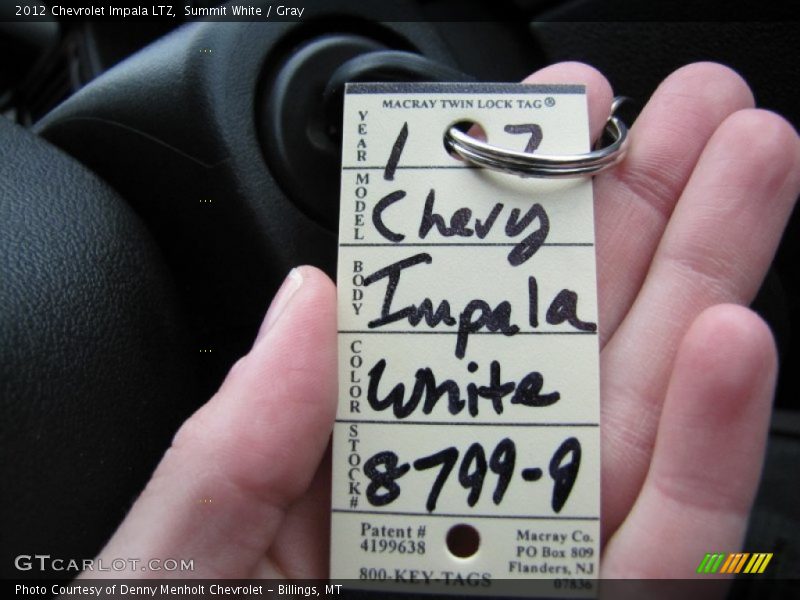 2012 Chevrolet Impala LTZ, Summit White / Gray
MACRAY TWIN LOCK TAG®
YEAR 1
MODEL Chevy
BODY Impala
COLOR White
STOCK# 8799-9
Patent #
4199638
Macray Co.
PO Box 809
Flanders, NJ
07836
800-KEY-TAGS
GTCARLOT.COM
Photo Courtesy of Denny Menholt Chevrolet - Billings, MT